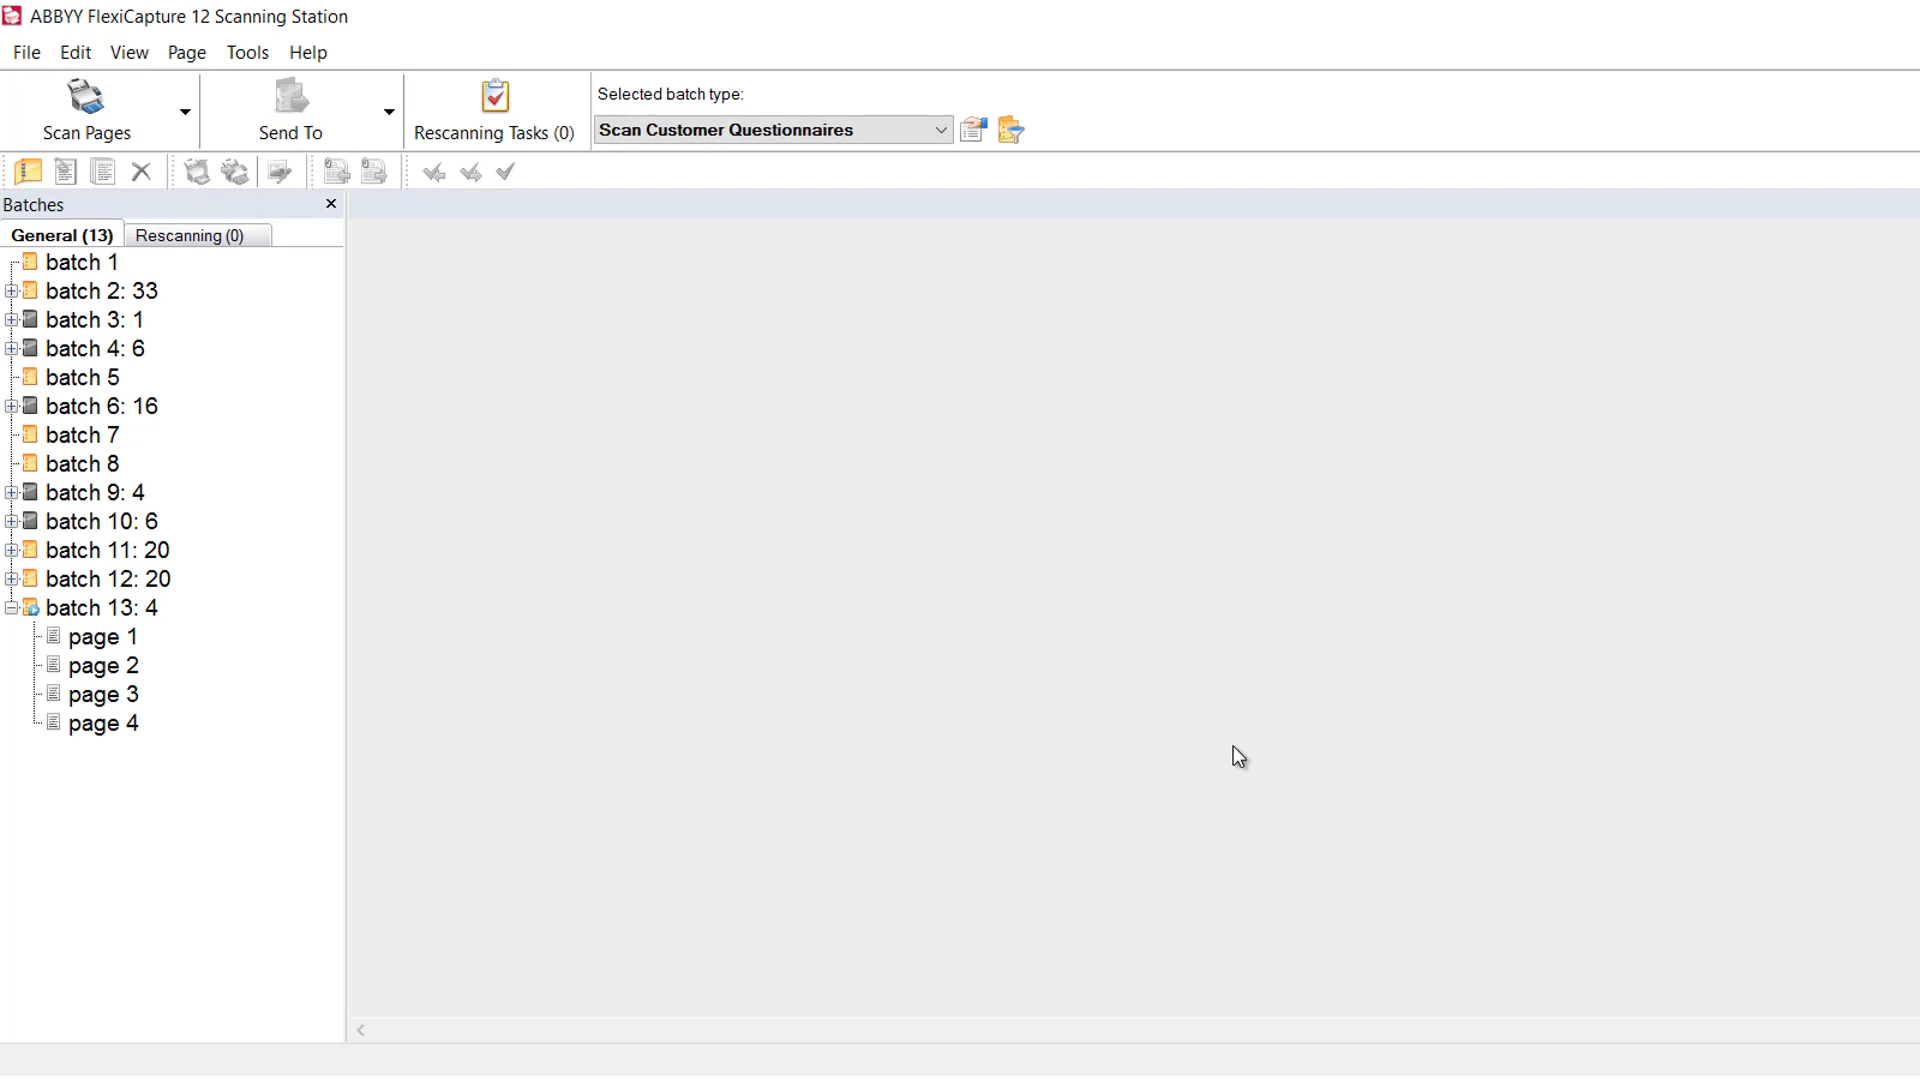 ABBYY FlexiCapture 12 Scanning Station
File Edit View Page Tools Help
Scan Pages
Send To
Rescanning Tasks (0)
Selected batch type:
Scan Customer Questionnaires
Batches
General (13) Rescanning (0)
batch 1
batch 2: 33
batch 3: 1
batch 4: 6
batch 5
batch 6: 16
batch 7
batch 8
batch 9: 4
batch 10: 6
batch 11: 20
batch 12: 20
batch 13: 4
page 1
page 2
page 3
page 4